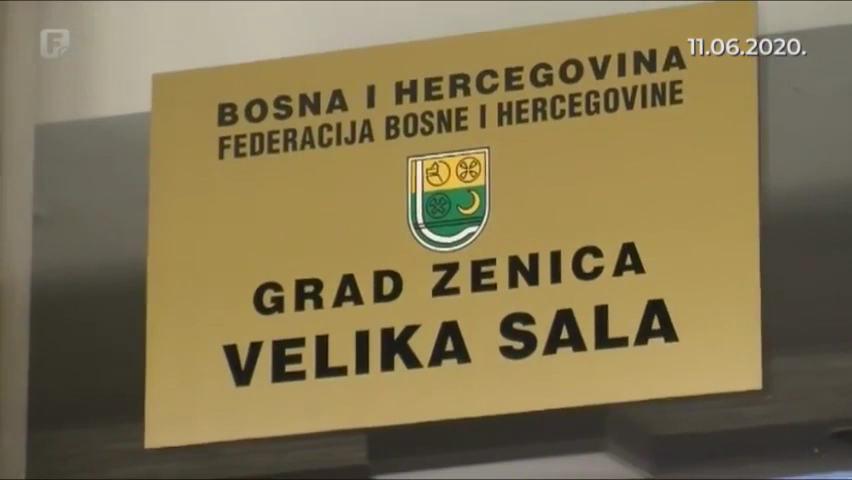 11.06.2020.
BOSNA I HERCEGOVINA
FEDERACIJA BOSNE I HERCEGOVINE
GRAD ZENICA
VELIKA SALA